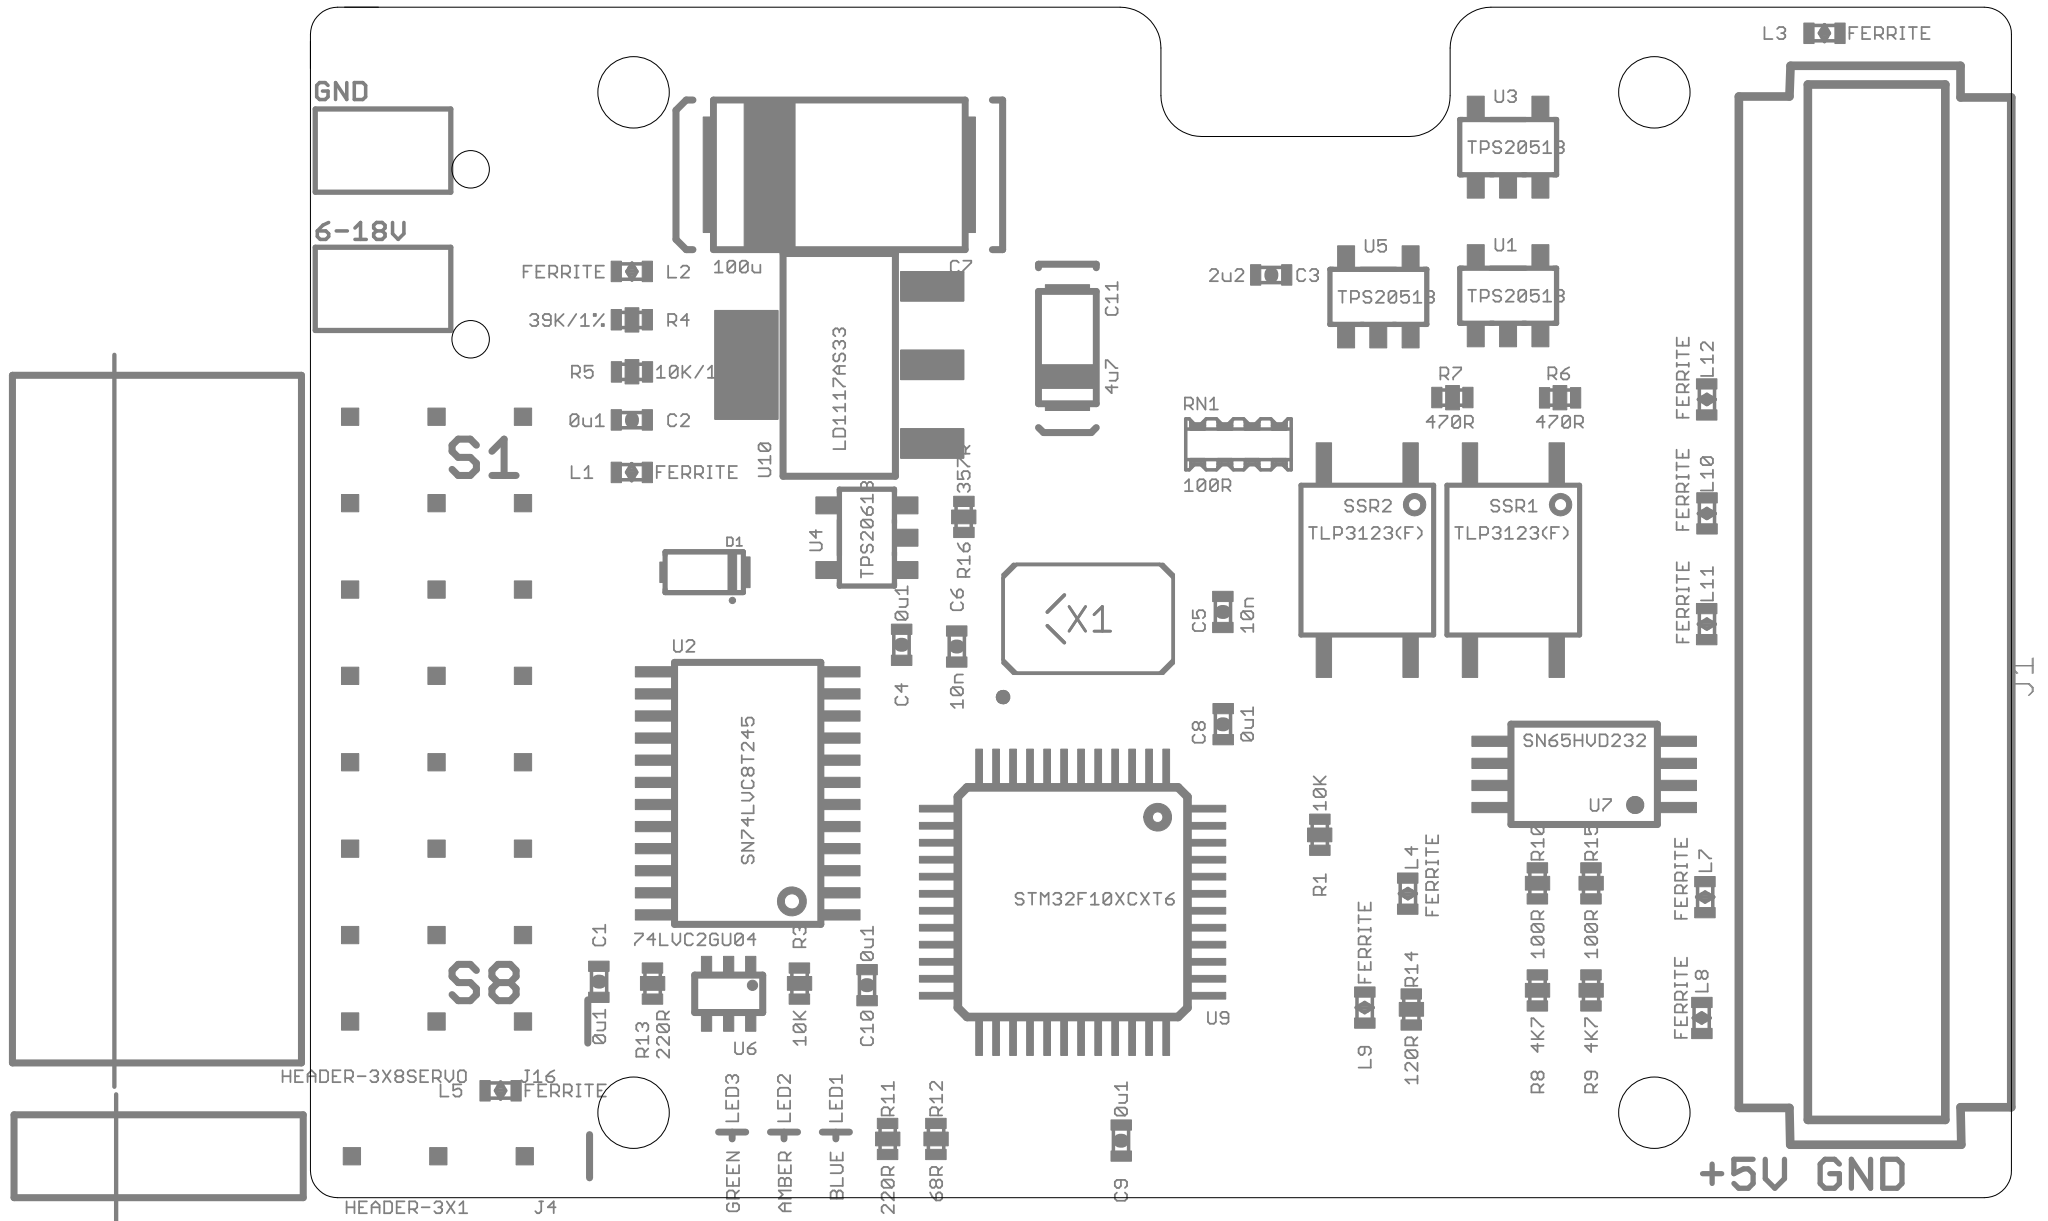 L3 FERRITE
GND
U3
TPS2051B
6-18V
U5
U1
FERRITE L2
100u
C7
2u2 C3
TPS2051B
TPS2051B
C11
4u7
39K/1% R4
LD1117AS33
U10
R5 10K/1
0u1 C2
L1 FERRITE
R7
470R
R6
470R
RN1
100R
FERRITE L12
S1
357R
R16
U4
TPS2061B
SSR2
TLP3123(F)
SSR1
TLP3123(F)
FERRITE L10
D1
0u1
C4
C6
10n
X1
C5
10n
FERRITE L11
U2
SN74LVC8T245
J1
C8
0u1
SN65HVD232
U7
10K
R1
L4
FERRITE
R10
100R
R15
100R
FERRITE L7
STM32F10XCXT6
U9
74LVC2GU04
C1
0u1
R3
10K
0u1
C10
S8
R13
220R
U6
FERRITE
L9
R14
120R
4K7
R8
4K7
R9
FERRITE L8
HEADER-3X8SERVO J16
L5 FERRITE
LED3
GREEN
LED2
AMBER
LED1
BLUE
R11
220R
R12
68R
0u1
C9
+5V GND
HEADER-3X1 J4